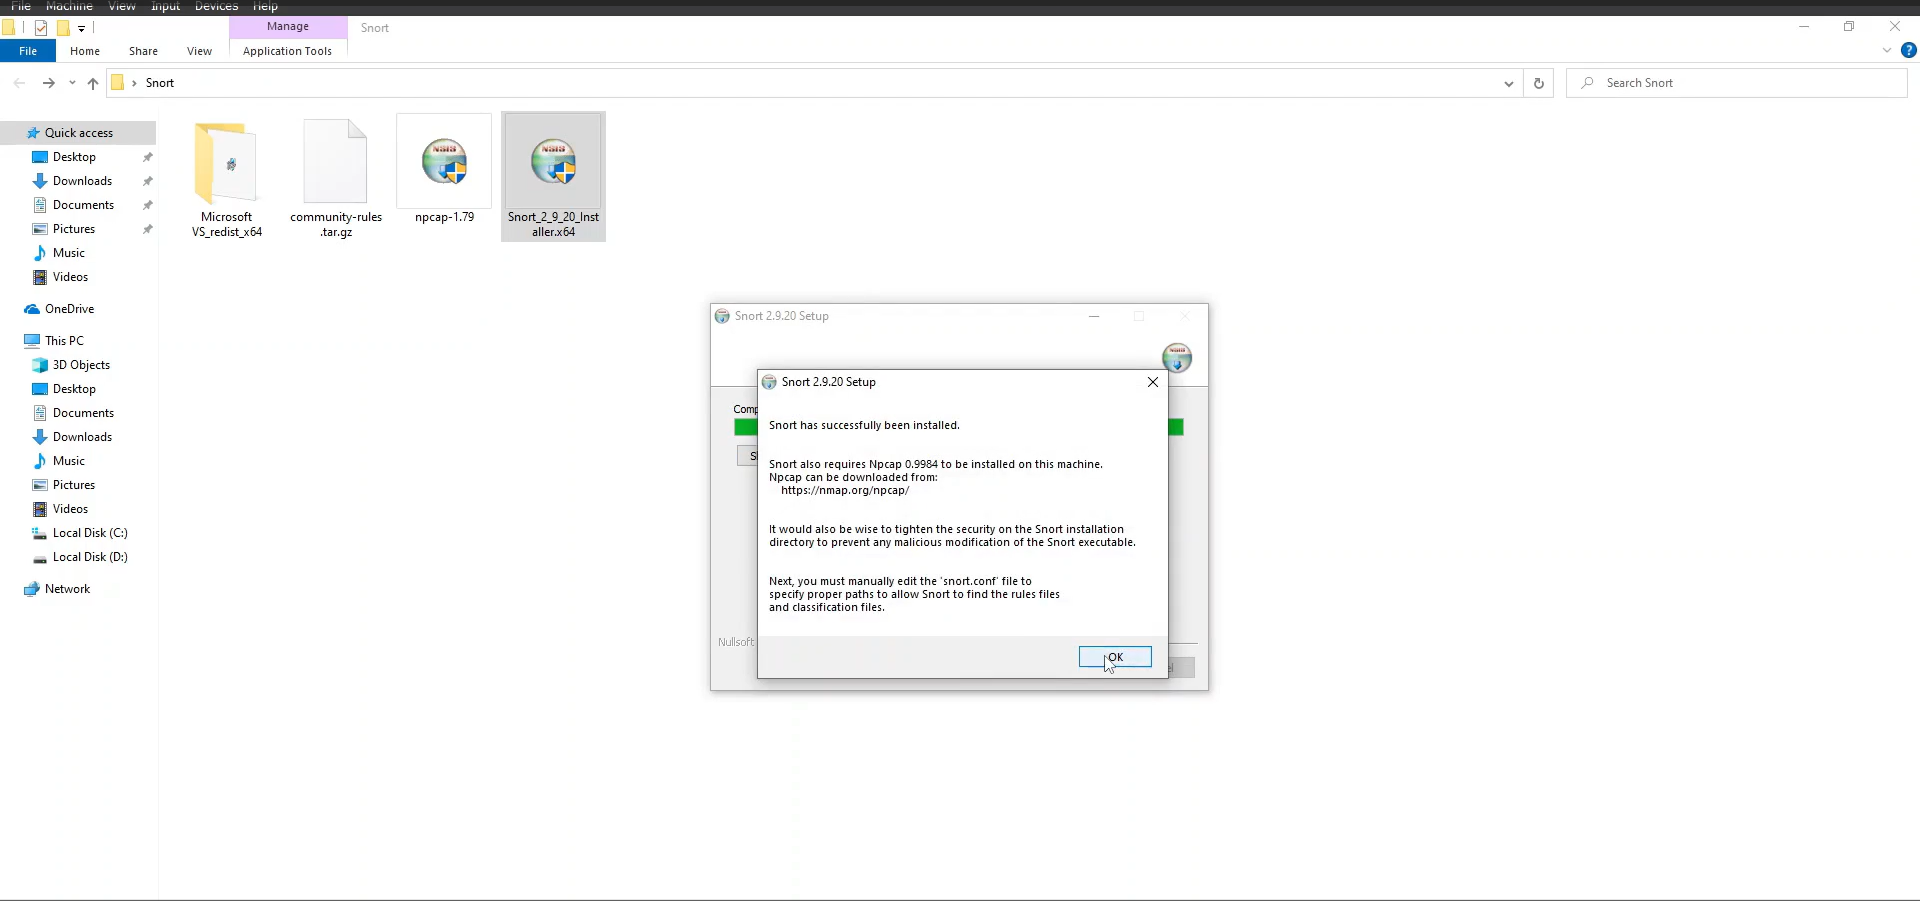 File Machine View Input Devices Help
Manage Snort
File Home Share View Application Tools
Snort
Search Snort
Quick access
Desktop
Downloads
Documents
Pictures
Music
Videos
OneDrive
This PC
3D Objects
Desktop
Documents
Downloads
Music
Pictures
Videos
Local Disk (C:)
Local Disk (D:)
Network
Microsoft
VS_redist_x64
community-rules
.tar.gz
npcap-1.79
Snort_2_9_20_Inst
aller.x64
Snort 2.9.20 Setup
Comp
Nullsoft
Snort 2.9.20 Setup
Snort has successfully been installed.
Snort also requires Npcap 0.9984 to be installed on this machine.
Npcap can be downloaded from:
https://nmap.org/npcap/
It would also be wise to tighten the security on the Snort installation
directory to prevent any malicious modification of the Snort executable.
Next, you must manually edit the 'snort.conf' file to
specify proper paths to allow Snort to find the rules files
and classification files.
OK